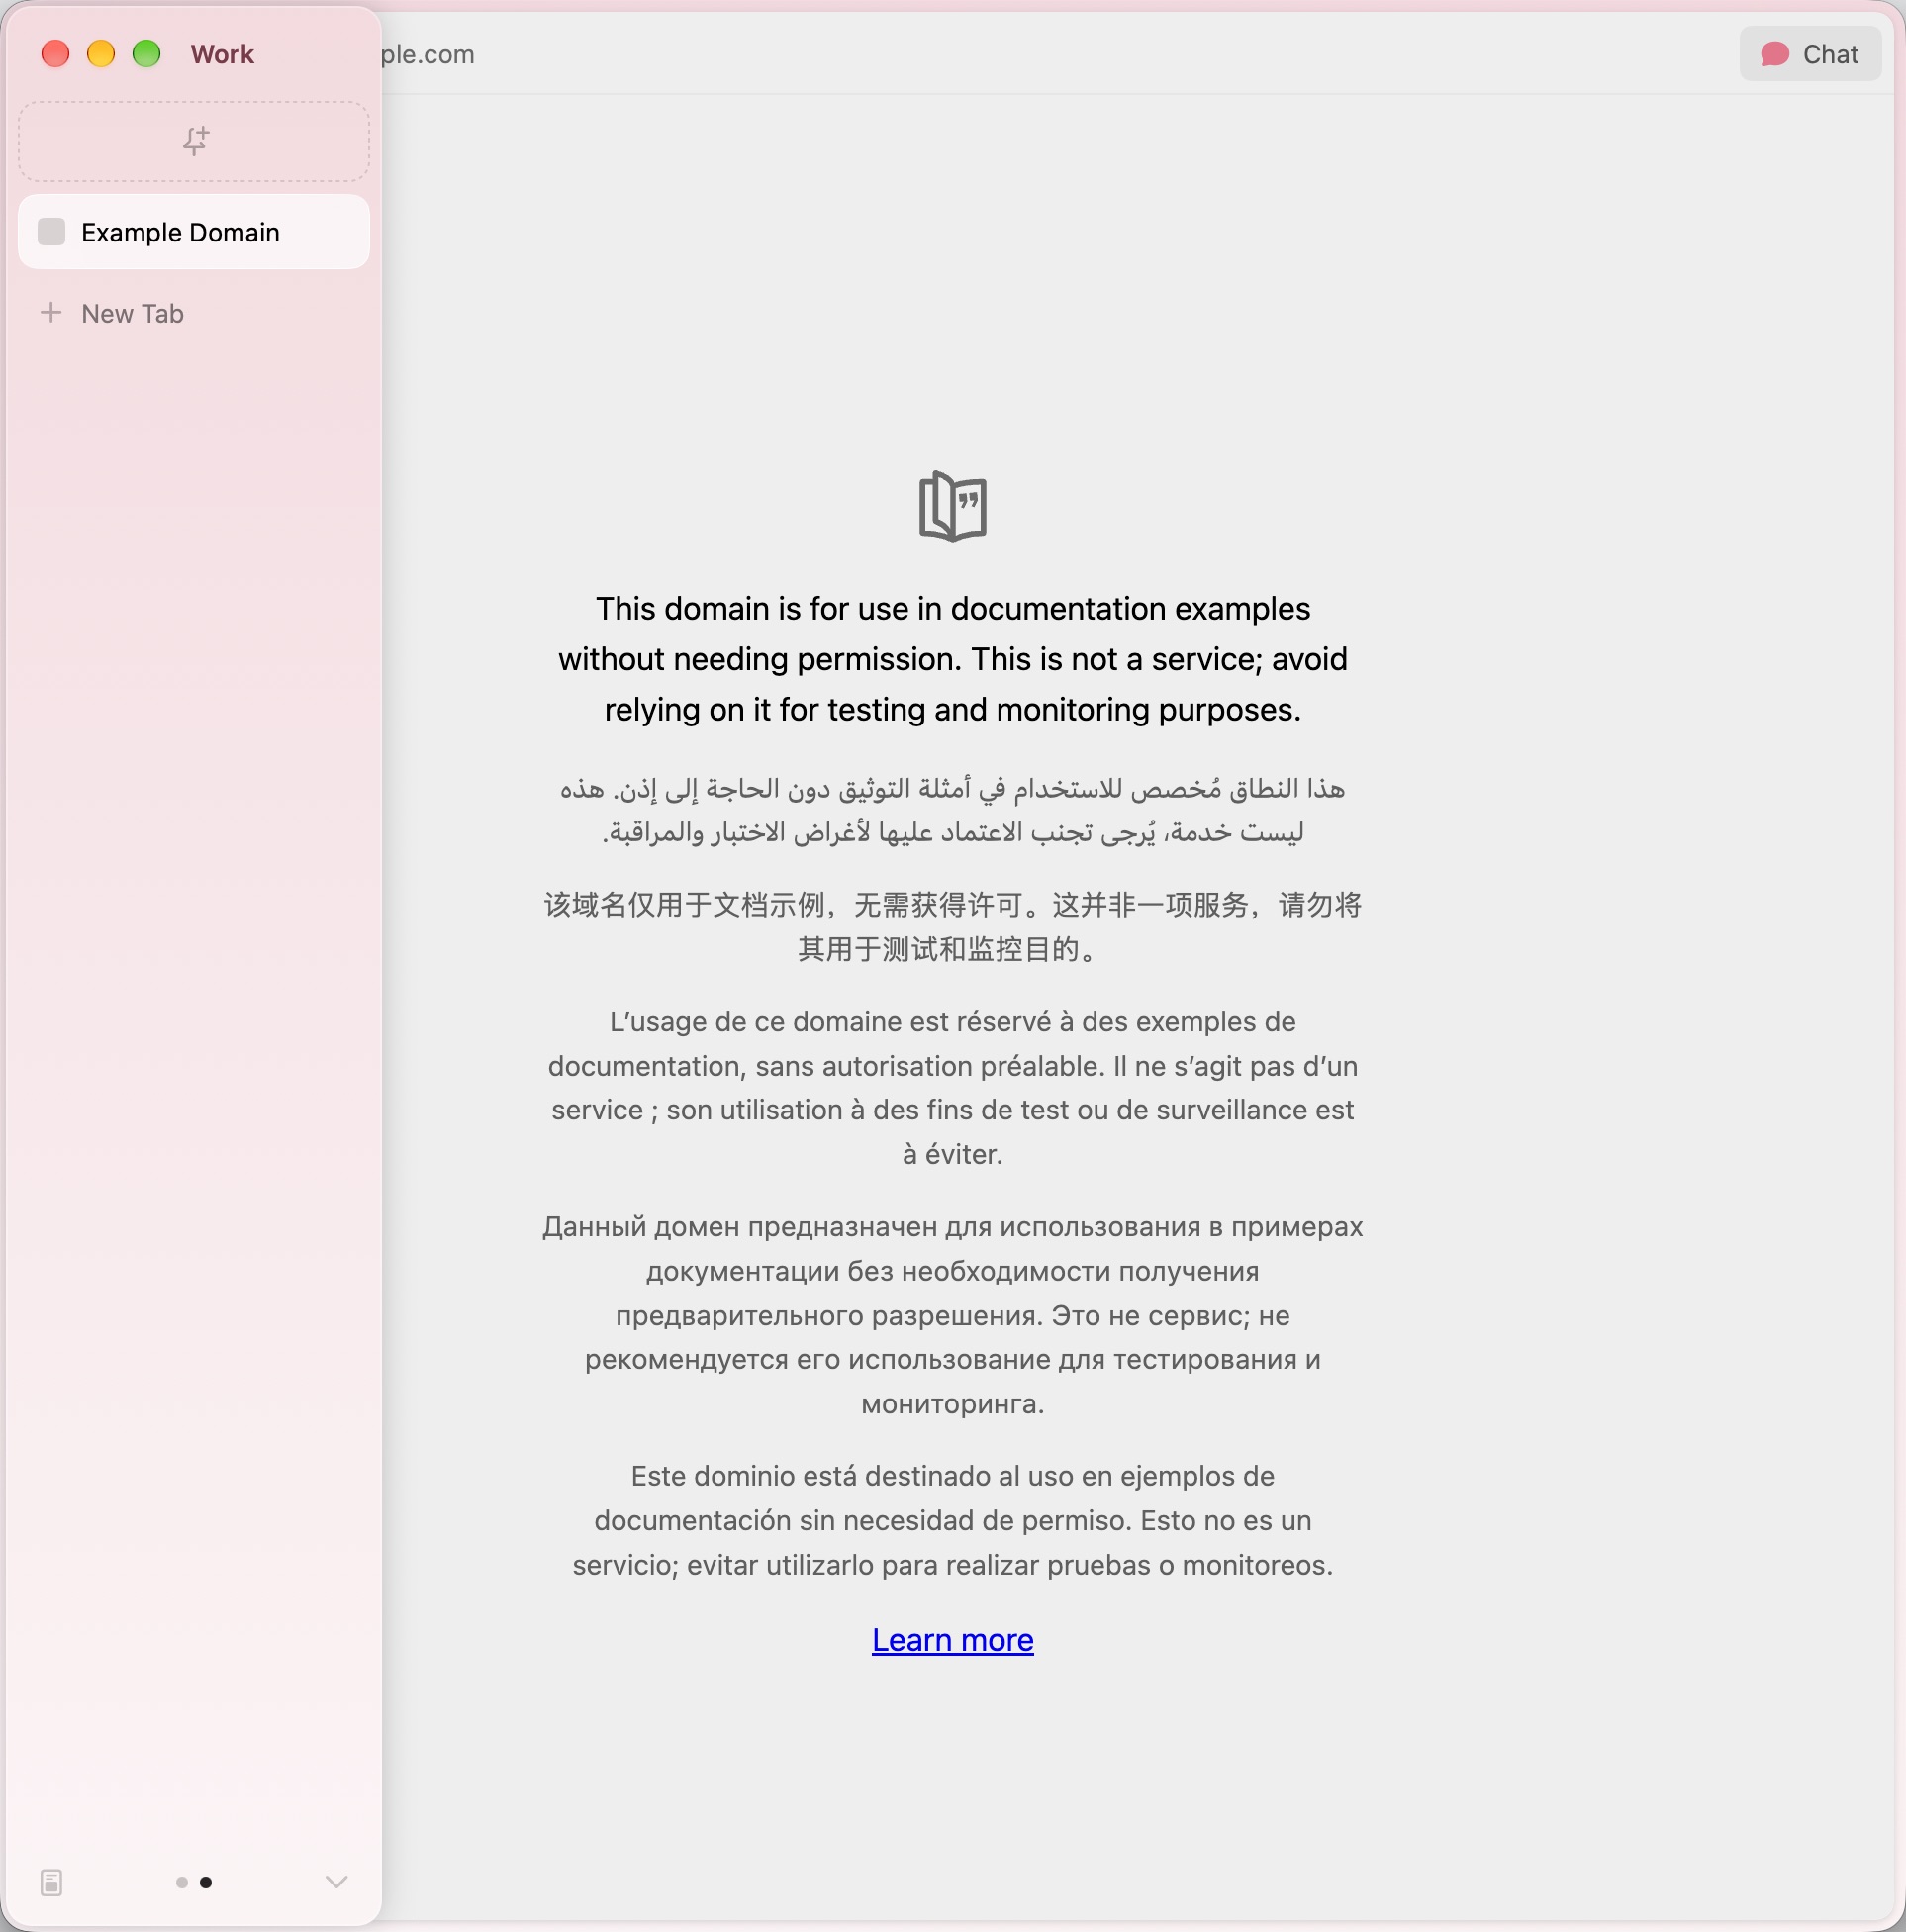 Work
ple.com
Chat
Example Domain
New Tab
This domain is for use in documentation examples
without needing permission. This is not a service; avoid
relying on it for testing and monitoring purposes.
هذا النطاق مُخصص للاستخدام في أمثلة التوثيق دون الحاجة إلى إذن. هذه
ليست خدمة، يُرجى تجنب الاعتماد عليها لأغراض الاختبار والمراقبة.
该域名仅用于文档示例，无需获得许可。这并非一项服务，请勿将
其用于测试和监控目的。
L’usage de ce domaine est réservé à des exemples de
documentation, sans autorisation préalable. Il ne s’agit pas d’un
service ; son utilisation à des fins de test ou de surveillance est
à éviter.
Данный домен предназначен для использования в примерах
документации без необходимости получения
предварительного разрешения. Это не сервис; не
рекомендуется его использование для тестирования и
мониторинга.
Este dominio está destinado al uso en ejemplos de
documentación sin necesidad de permiso. Esto no es un
servicio; evitar utilizarlo para realizar pruebas o monitoreos.
Learn more